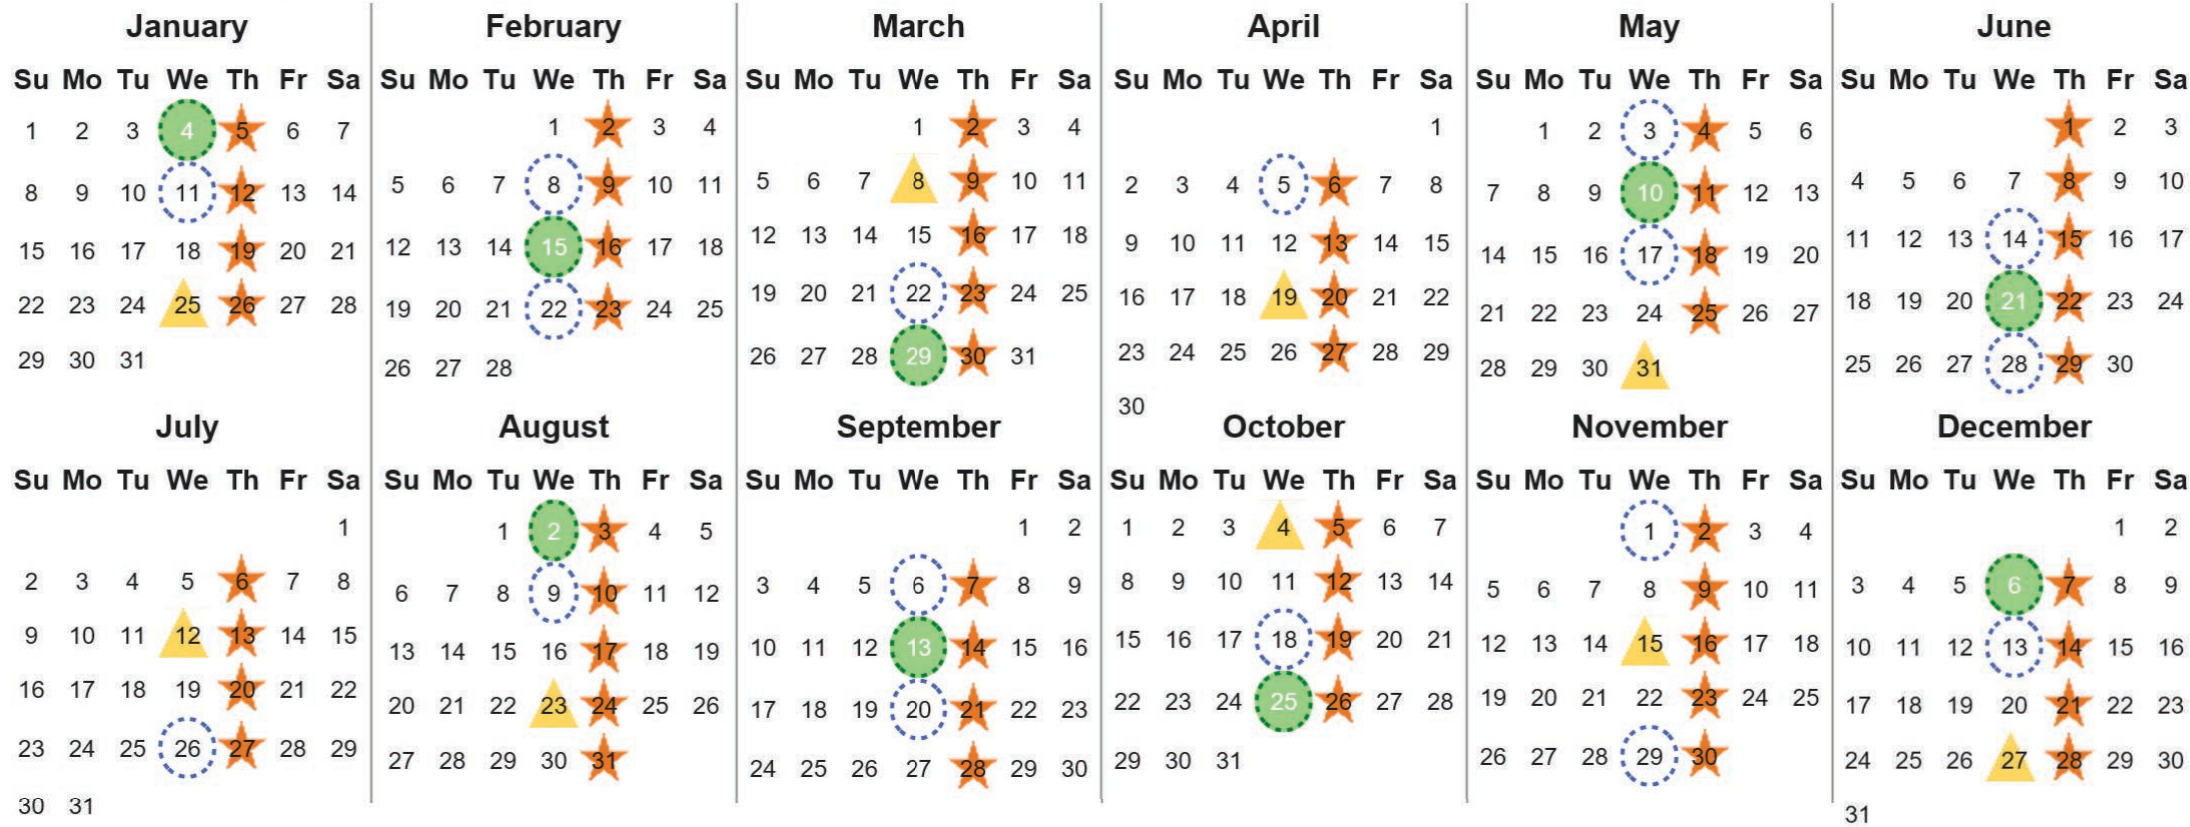 January
Su Mo Tu We Th Fr Sa
1 2 3 4 5 6 7
8 9 10 11 12 13 14
15 16 17 18 19 20 21
22 23 24 25 26 27 28
29 30 31
February
Su Mo Tu We Th Fr Sa
1 2 3 4
5 6 7 8 9 10 11
12 13 14 15 16 17 18
19 20 21 22 23 24 25
26 27 28
March
Su Mo Tu We Th Fr Sa
1 2 3 4
5 6 7 8 9 10 11
12 13 14 15 16 17 18
19 20 21 22 23 24 25
26 27 28 29 30 31
April
Su Mo Tu We Th Fr Sa
1
2 3 4 5 6 7 8
9 10 11 12 13 14 15
16 17 18 19 20 21 22
23 24 25 26 27 28 29
30
May
Su Mo Tu We Th Fr Sa
1 2 3 4 5 6
7 8 9 10 11 12 13
14 15 16 17 18 19 20
21 22 23 24 25 26 27
28 29 30 31
June
Su Mo Tu We Th Fr Sa
1 2 3
4 5 6 7 8 9 10
11 12 13 14 15 16 17
18 19 20 21 22 23 24
25 26 27 28 29 30
July
Su Mo Tu We Th Fr Sa
1
2 3 4 5 6 7 8
9 10 11 12 13 14 15
16 17 18 19 20 21 22
23 24 25 26 27 28 29
30 31
August
Su Mo Tu We Th Fr Sa
1 2 3 4 5
6 7 8 9 10 11 12
13 14 15 16 17 18 19
20 21 22 23 24 25 26
27 28 29 30 31
September
Su Mo Tu We Th Fr Sa
1 2
3 4 5 6 7 8 9
10 11 12 13 14 15 16
17 18 19 20 21 22 23
24 25 26 27 28 29 30
October
Su Mo Tu We Th Fr Sa
1 2 3 4 5 6 7
8 9 10 11 12 13 14
15 16 17 18 19 20 21
22 23 24 25 26 27 28
29 30 31
November
Su Mo Tu We Th Fr Sa
1 2 3 4
5 6 7 8 9 10 11
12 13 14 15 16 17 18
19 20 21 22 23 24 25
26 27 28 29 30
December
Su Mo Tu We Th Fr Sa
1 2
3 4 5 6 7 8 9
10 11 12 13 14 15 16
17 18 19 20 21 22 23
24 25 26 27 28 29 30
31